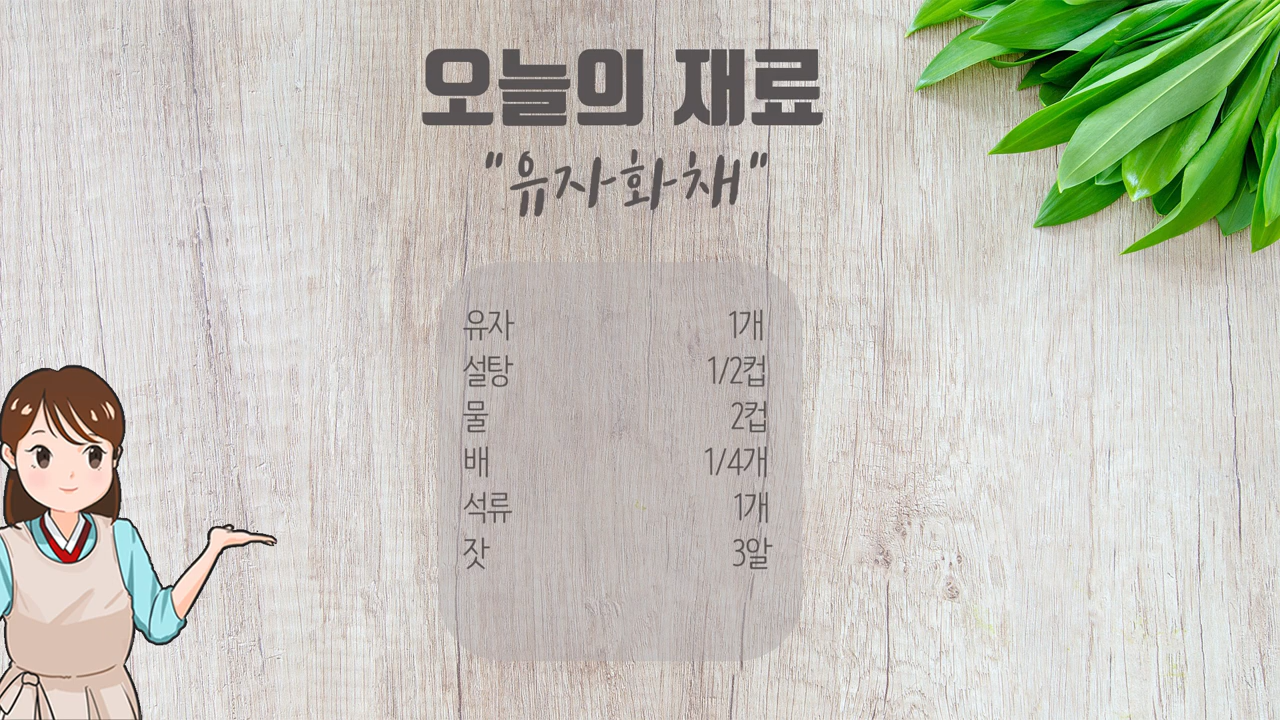 오늘의 재료
"유자화채"
유자 1개
설탕 1/2컵
물 2컵
배 1/4개
석류 1개
잣 3알